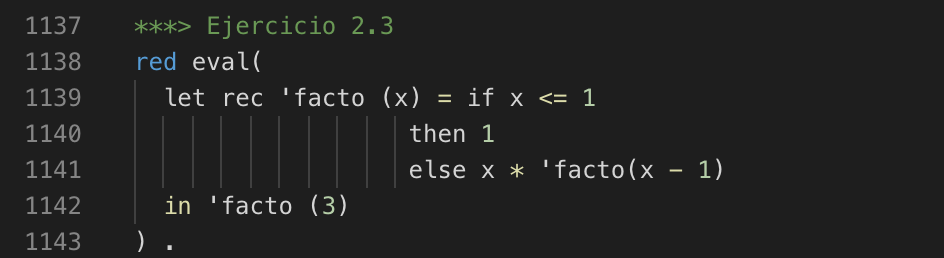 1137 ***> Ejercicio 2.3
1138 red eval(
1139 let rec 'facto (x) = if x <= 1
1140 then 1
1141 else x * 'facto(x - 1)
1142 in 'facto (3)
1143 ) .